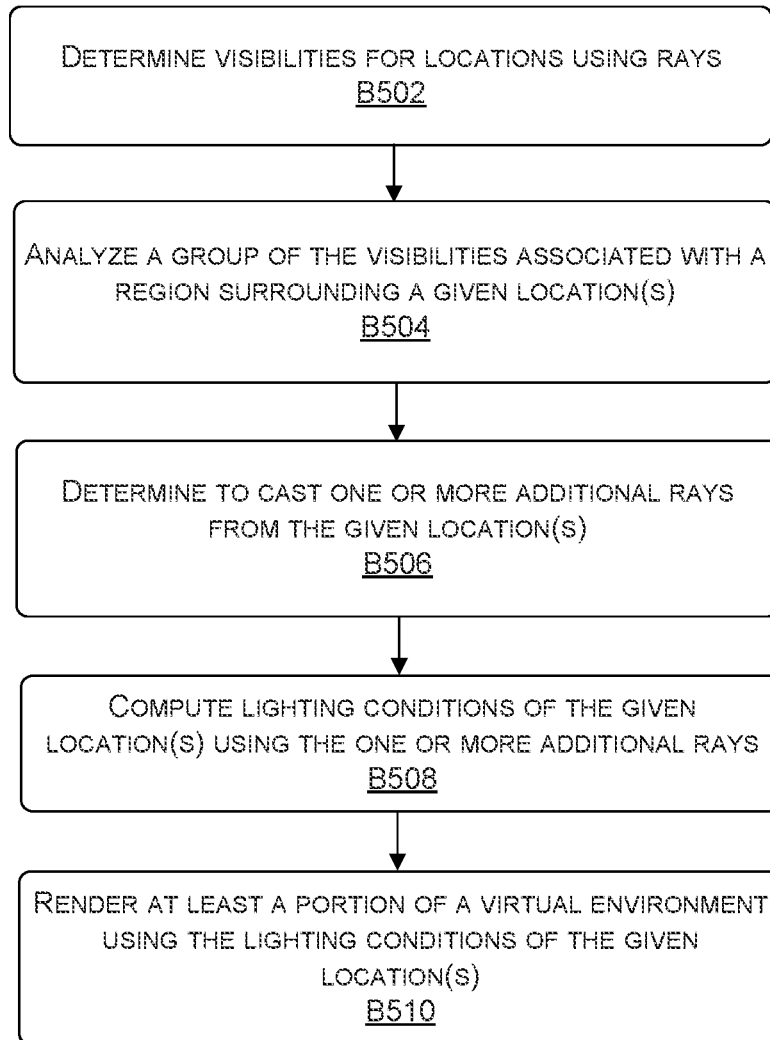 DETERMINE VISIBILITIES FOR LOCATIONS USING RAYS
B502
ANALYZE A GROUP OF THE VISIBILITIES ASSOCIATED WITH A
REGION SURROUNDING A GIVEN LOCATION(S)
B504
DETERMINE TO CAST ONE OR MORE ADDITIONAL RAYS
FROM THE GIVEN LOCATION(S)
B506
COMPUTE LIGHTING CONDITIONS OF THE GIVEN
LOCATION(S) USING THE ONE OR MORE ADDITIONAL RAYS
B508
RENDER AT LEAST A PORTION OF A VIRTUAL ENVIRONMENT
USING THE LIGHTING CONDITIONS OF THE GIVEN
LOCATION(S)
B510